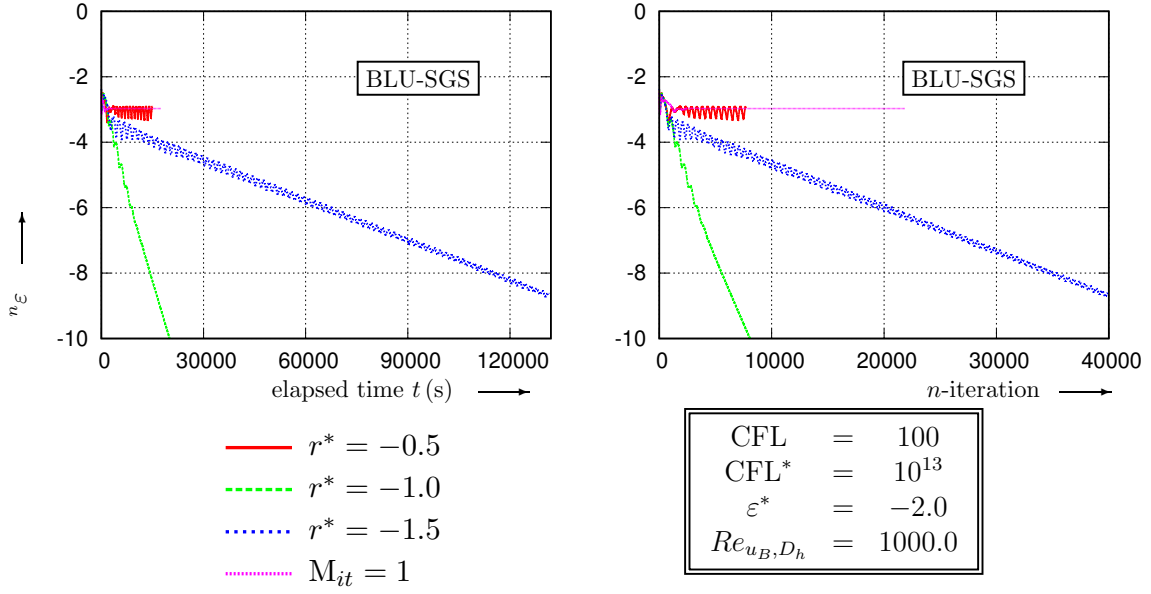 0
-2
-4
-6
-8
-10
0 30000 60000 90000 120000
BLU-SGS
nε
elapsed time t (s)
0
-2
-4
-6
-8
-10
0 10000 20000 30000 40000
BLU-SGS
n-iteration
r* = −0.5
r* = −1.0
r* = −1.5
M_it = 1
CFL = 100
CFL* = 10^13
ε* = −2.0
Re_{u_B,D_h} = 1000.0